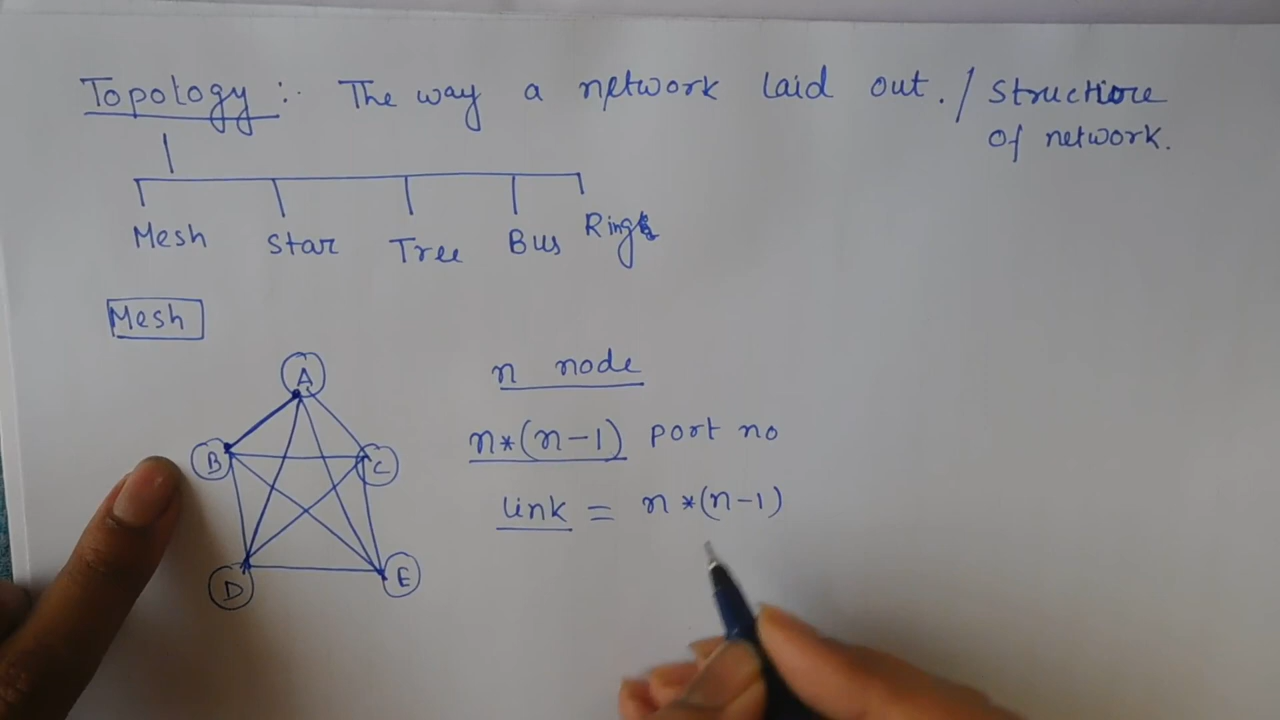 Topology :- The way a network laid out. / Structure
of network.
Mesh Star Tree Bus Ring
Mesh
A
n node
n*(n-1) port no
B C
link = n*(n-1)
D E